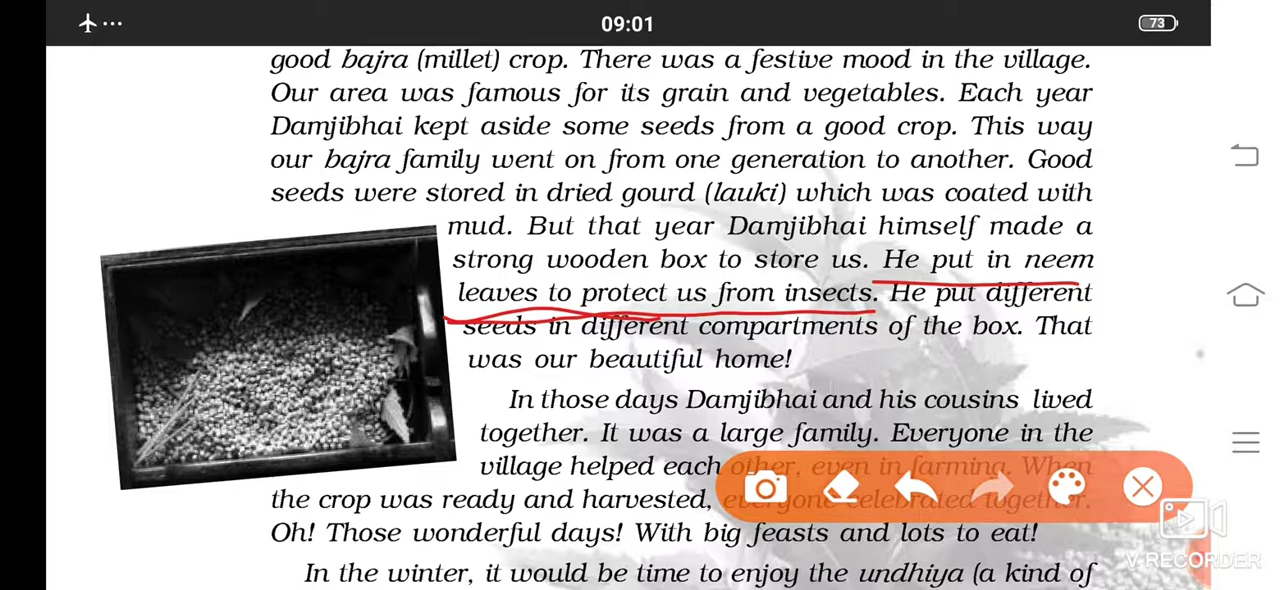 09:01
73
good bajra (millet) crop. There was a festive mood in the village.
Our area was famous for its grain and vegetables. Each year
Damjibhai kept aside some seeds from a good crop. This way
our bajra family went on from one generation to another. Good
seeds were stored in dried gourd (lauki) which was coated with
mud. But that year Damjibhai himself made a
strong wooden box to store us. He put in neem
leaves to protect us from insects. He put different
seeds in different compartments of the box. That
was our beautiful home!
In those days Damjibhai and his cousins lived
together. It was a large family. Everyone in the
village helped each other, even in farming. When
the crop was ready and harvested, everyone celebrated together.
Oh! Those wonderful days! With big feasts and lots to eat!
In the winter, it would be time to enjoy the undhiya (a kind of
V RECORDER